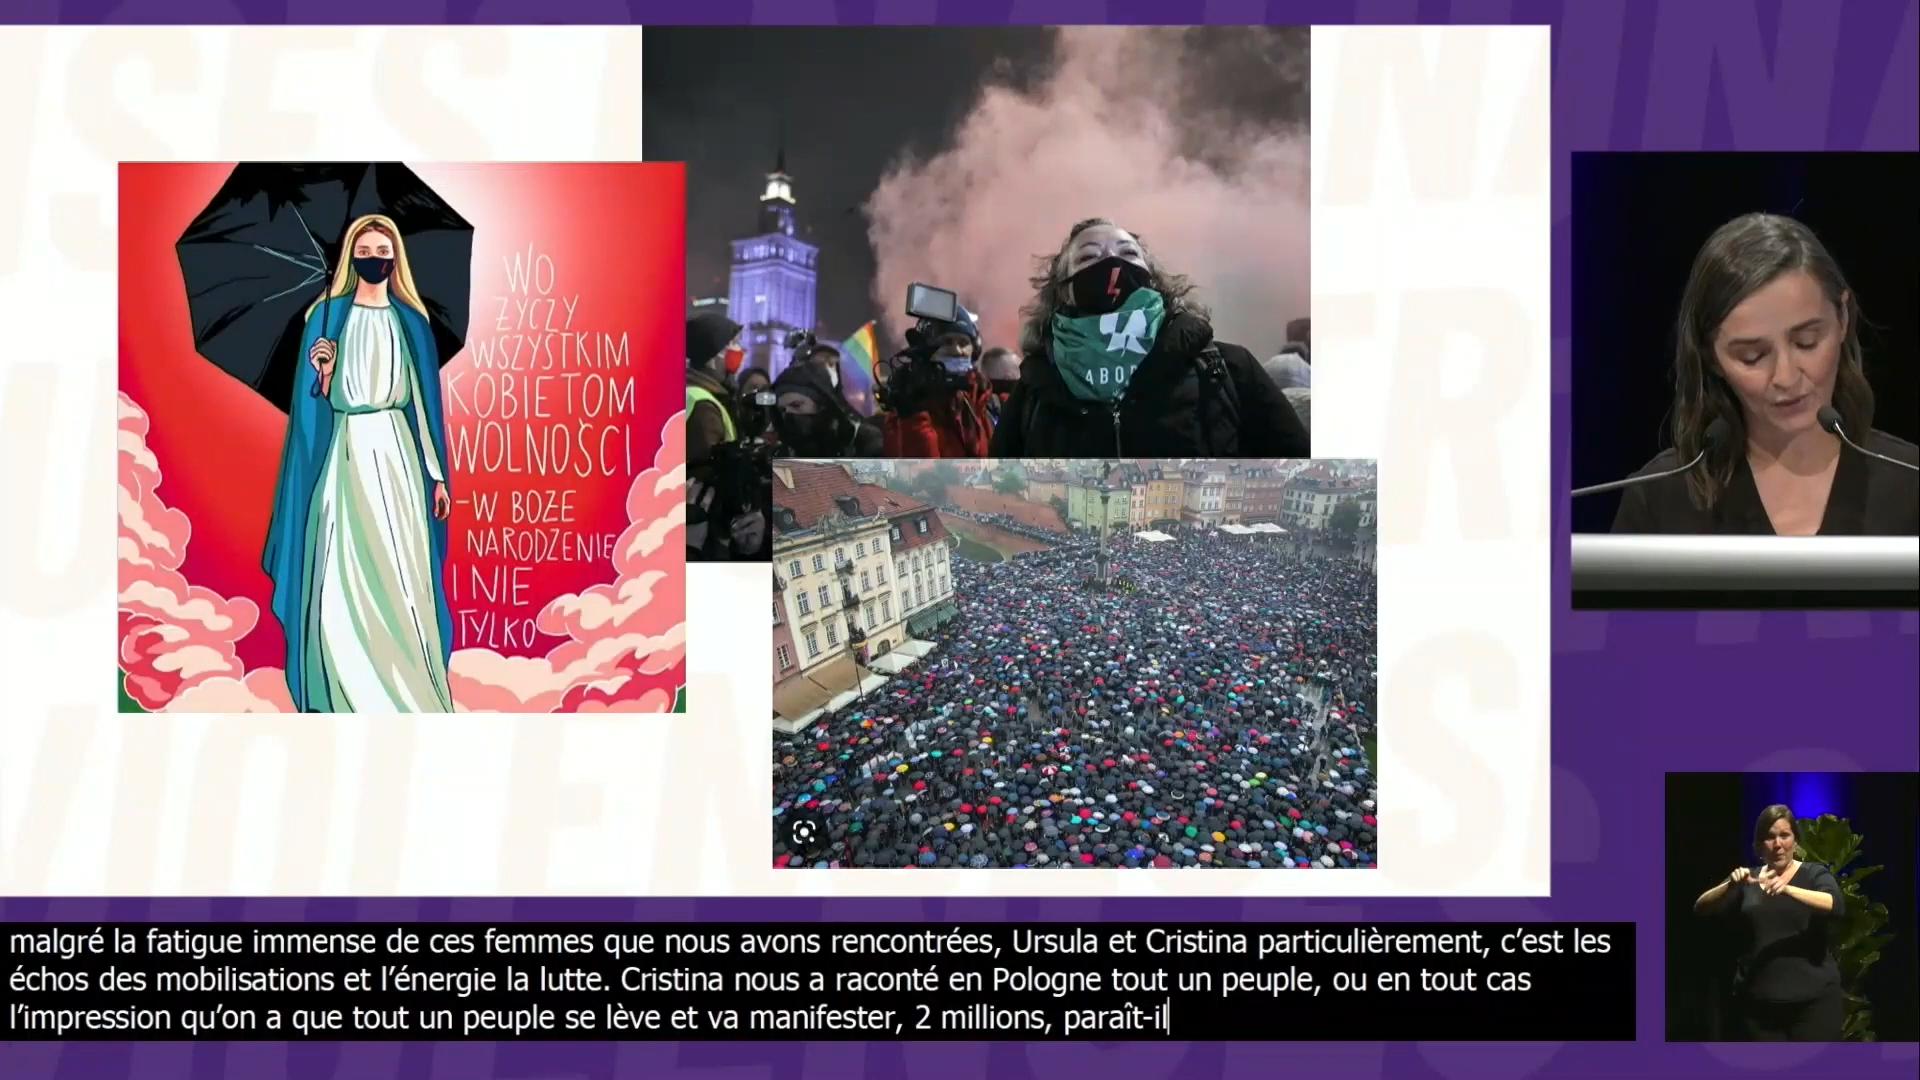 WO
ŻYCZY
WSZYSTKIM
KOBIETOM
WOLNOŚCI
-W BOŻE
NARODZENIE
I NIE
TYLKO
ABOR
malgré la fatigue immense de ces femmes que nous avons rencontrées, Ursula et Cristina particulièrement, c’est les
échos des mobilisations et l’énergie la lutte. Cristina nous a raconté en Pologne tout un peuple, ou en tout cas
l’impression qu’on a que tout un peuple se lève et va manifester, 2 millions, paraît-il